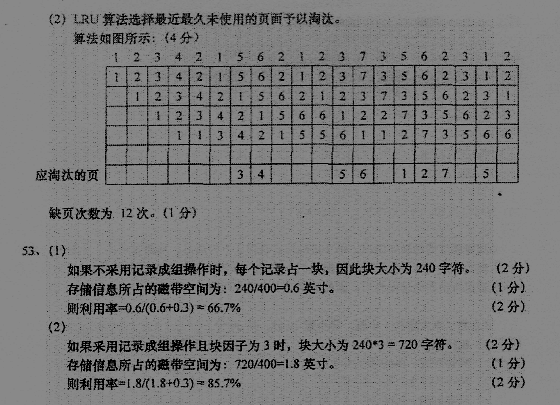 (2) LRU 算法选择最近最久未使用的页面予以淘汰。
算法如图所示:(4 分)
1 2 3 4 2 1 5 6 2 1 2 3 7 3 5 6 2 3 1 2
1 2 3 4 2 1 5 6 2 1 2 3 7 3 5 6 2 3 1 2
1 2 3 4 2 1 5 6 2 1 2 3 7 3 5 6 2 3 1
1 2 3 4 2 1 5 6 6 1 2 2 7 3 5 6 2 3
1 1 3 4 2 1 5 5 6 1 1 2 7 3 5 6 6
应淘汰的页 3 4 5 6 1 2 7 5
缺页次数为 12 次。(1 分)
53、(1)
如果不采用记录成组操作时,每个记录占一块,因此块大小为 240 字符。 (2 分)
存储信息所占的磁带空间为:240/400=0.6 英寸。 (1 分)
则利用率=0.6/(0.6+0.3) = 66.7% (2 分)
(2)
如果采用记录成组操作且块因子为 3 时,块大小为 240*3 = 720 字符。 (2 分)
存储信息所占的磁带空间为:720/400=1.8 英寸。 (1 分)
则利用率=1.8/(1.8+0.3) = 85.7% (2 分)